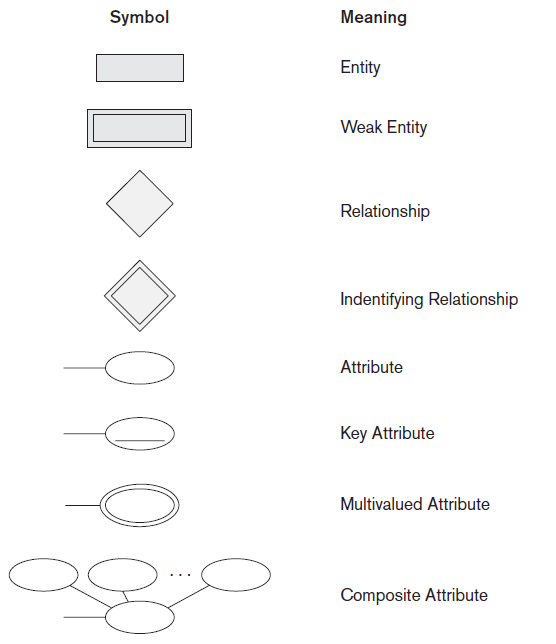 Symbol Meaning
Entity
Weak Entity
Relationship
Indentifying Relationship
Attribute
Key Attribute
Multivalued Attribute
. . .
Composite Attribute